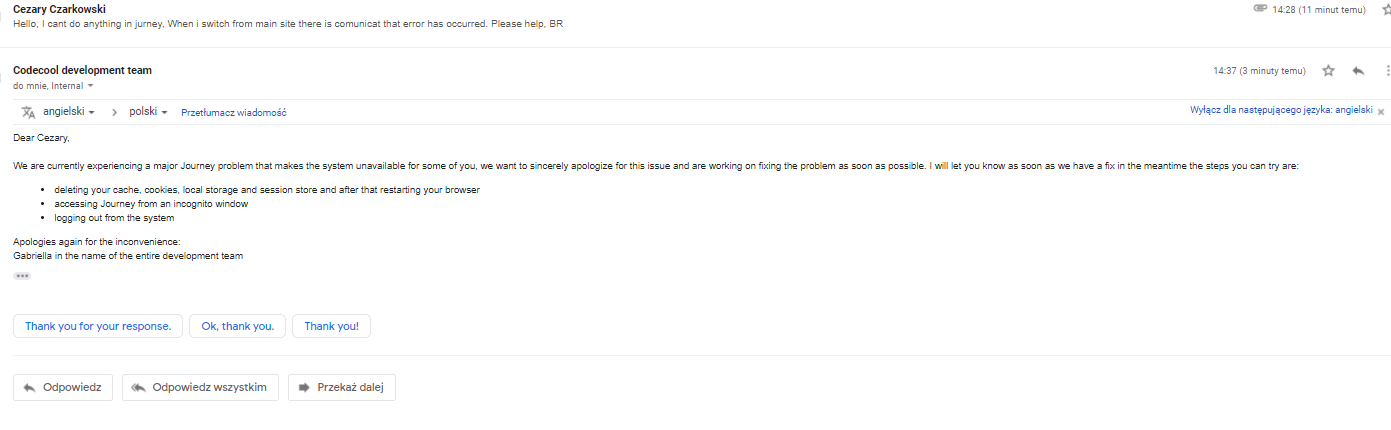 Cezary Czarkowski
14:28 (11 minut temu)
Hello, I cant do anything in jurney, When i switch from main site there is comunicat that error has occurred. Please help, BR
Codecool development team
14:37 (3 minuty temu)
do mnie, Internal
angielski
polski
Przetłumacz wiadomość
Wyłącz dla następującego języka: angielski
Dear Cezary,
We are currently experiencing a major Journey problem that makes the system unavailable for some of you, we want to sincerely apologize for this issue and are working on fixing the problem as soon as possible. I will let you know as soon as we have a fix in the meantime the steps you can try are:
• deleting your cache, cookies, local storage and session store and after that restarting your browser
• accessing Journey from an incognito window
• logging out from the system
Apologies again for the inconvenience:
Gabriella in the name of the entire development team
Thank you for your response.
Ok, thank you.
Thank you!
Odpowiedz
Odpowiedz wszystkim
Przekaż dalej